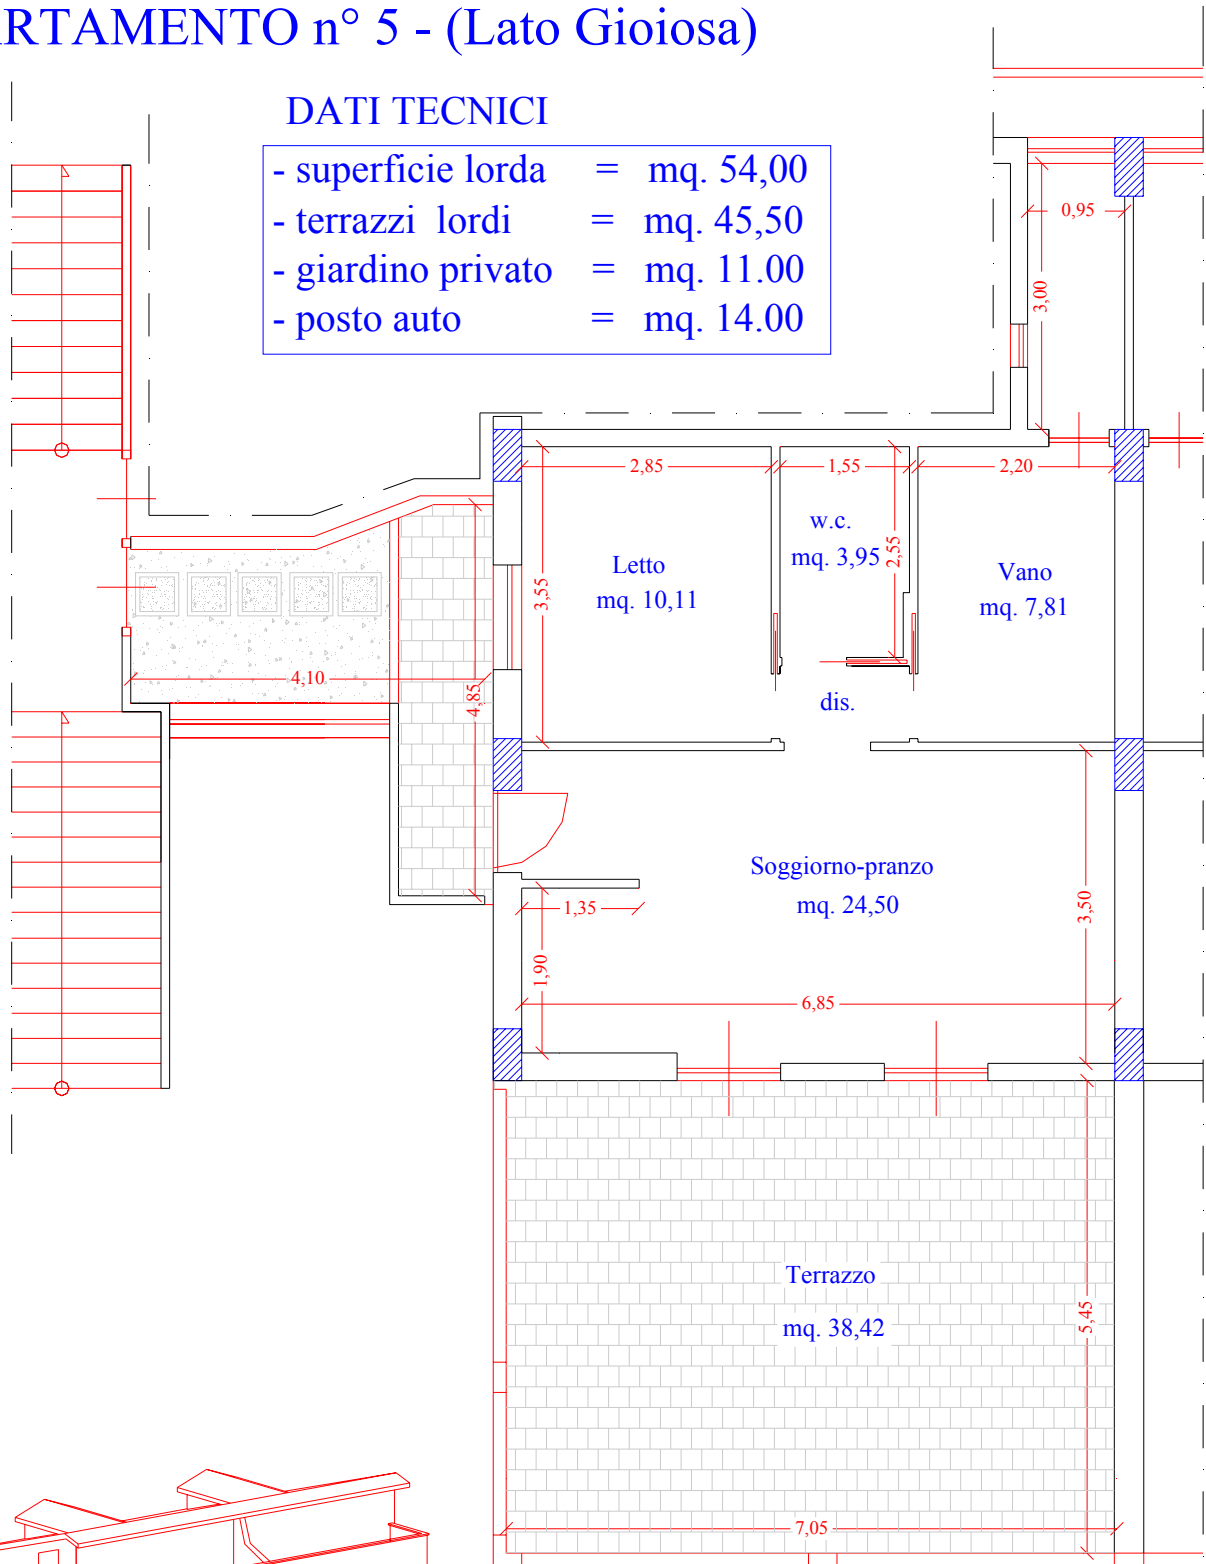 RTAMENTO n° 5 - (Lato Gioiosa)
DATI TECNICI
- superficie lorda = mq. 54,00
- terrazzi lordi = mq. 45,50
- giardino privato = mq. 11.00
- posto auto = mq. 14.00
0,95
3,00
2,85
1,55
2,20
w.c.
mq. 3,95
2,55
Letto
mq. 10,11
3,55
Vano
mq. 7,81
4,10
4,85
dis.
Soggiorno-pranzo
mq. 24,50
1,35
3,50
1,90
6,85
Terrazzo
mq. 38,42
5,45
7,05